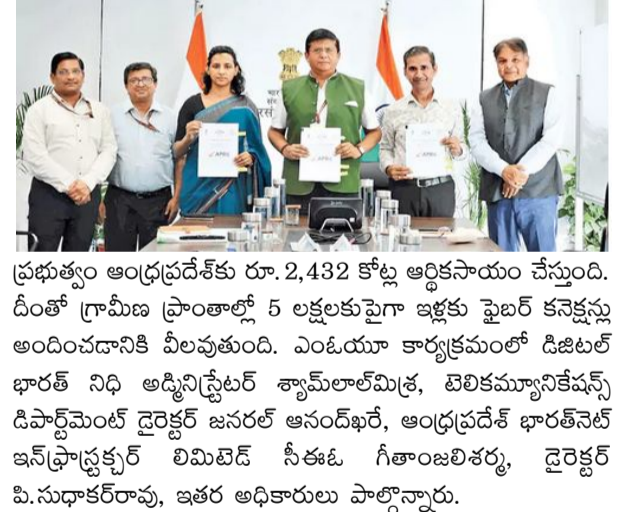 ప్రభుత్వం ఆంధ్రప్రదేశ్‌కు రూ. 2,432 కోట్ల ఆర్థికసాయం చేస్తుంది.
దీంతో గ్రామీణ ప్రాంతాల్లో 5 లక్షలకుపైగా ఇళ్లకు ఫైబర్ కనెక్షన్లు
అందించడానికి వీలవుతుంది. ఎంఓయూ కార్యక్రమంలో డిజిటల్
భారత్ నిధి అడ్మినిస్ట్రేటర్ శ్యామ్‌లాల్‌మిశ్ర, టెలికమ్యూనికేషన్స్
డిపార్ట్‌మెంట్ డైరెక్టర్ జనరల్ ఆనంద్‌ఖరే, ఆంధ్రప్రదేశ్ భారత్‌నెట్
ఇన్‌ఫ్రాస్ట్రక్చర్ లిమిటెడ్ సీఈఓ గీతాంజలిశర్మ, డైరెక్టర్
పి.సుధాకర్‌రావు, ఇతర అధికారులు పాల్గొన్నారు.